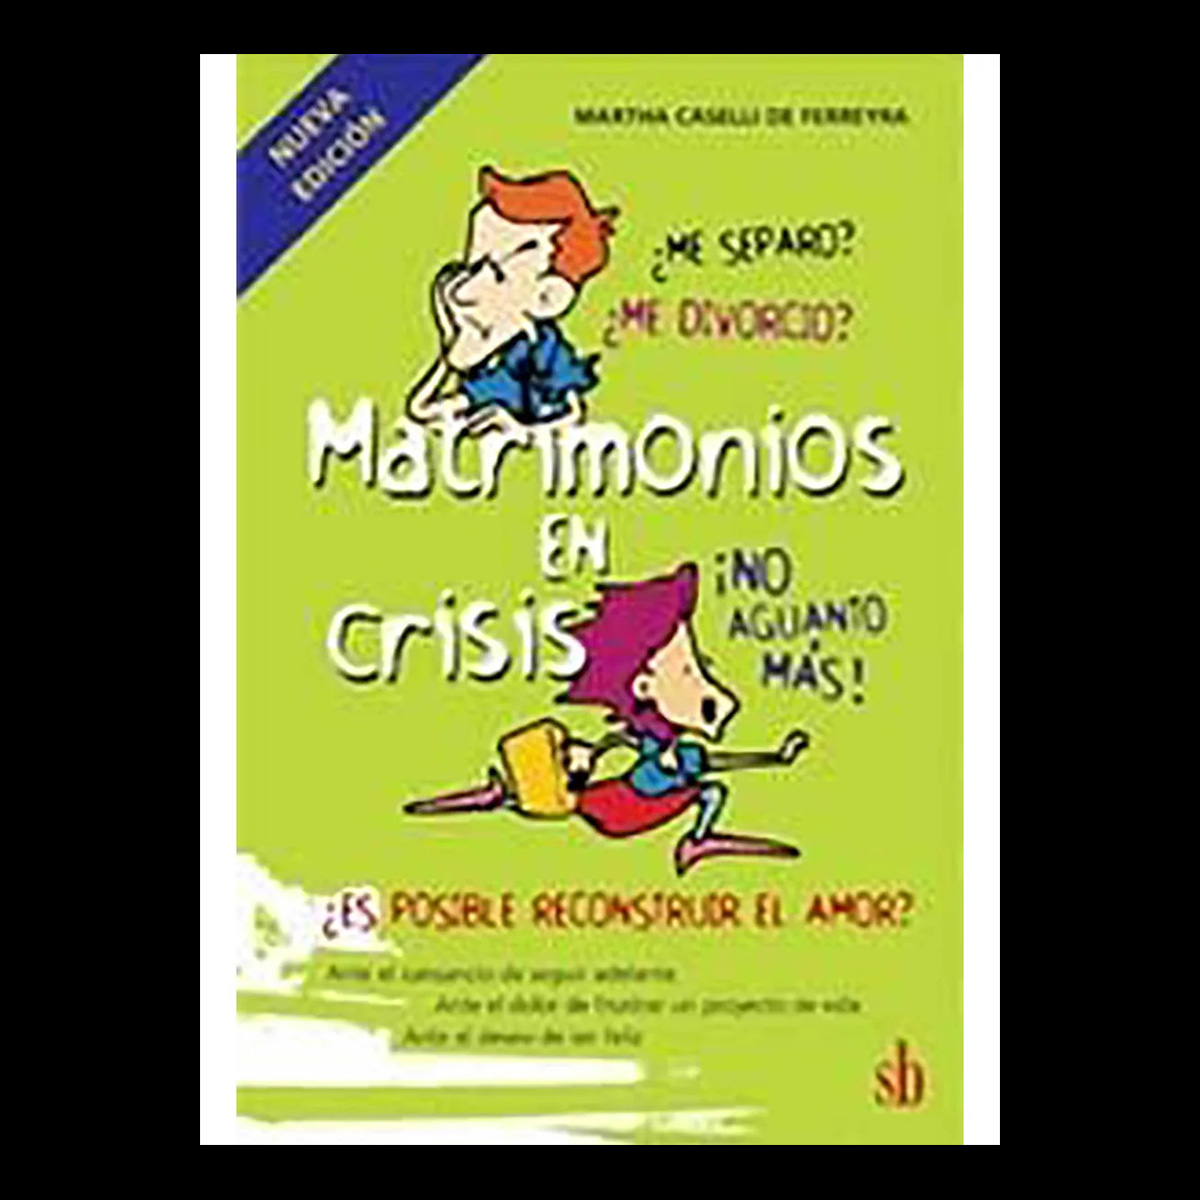 NUEVA
EDICIÓN
MARTHA CASELLI DE FERREYRA
¿ME SEPARO?
¿ME DIVORCIO?
Matrimonios
EN
crisis
¡NO
AGUANTO
MÁS!
¿ES POSIBLE RECONSTRUIR EL AMOR?
Ante el cansancio de seguir adelante
Ante el dolor de frustrar un proyecto de vida
Ante el deseo de ser feliz
sb